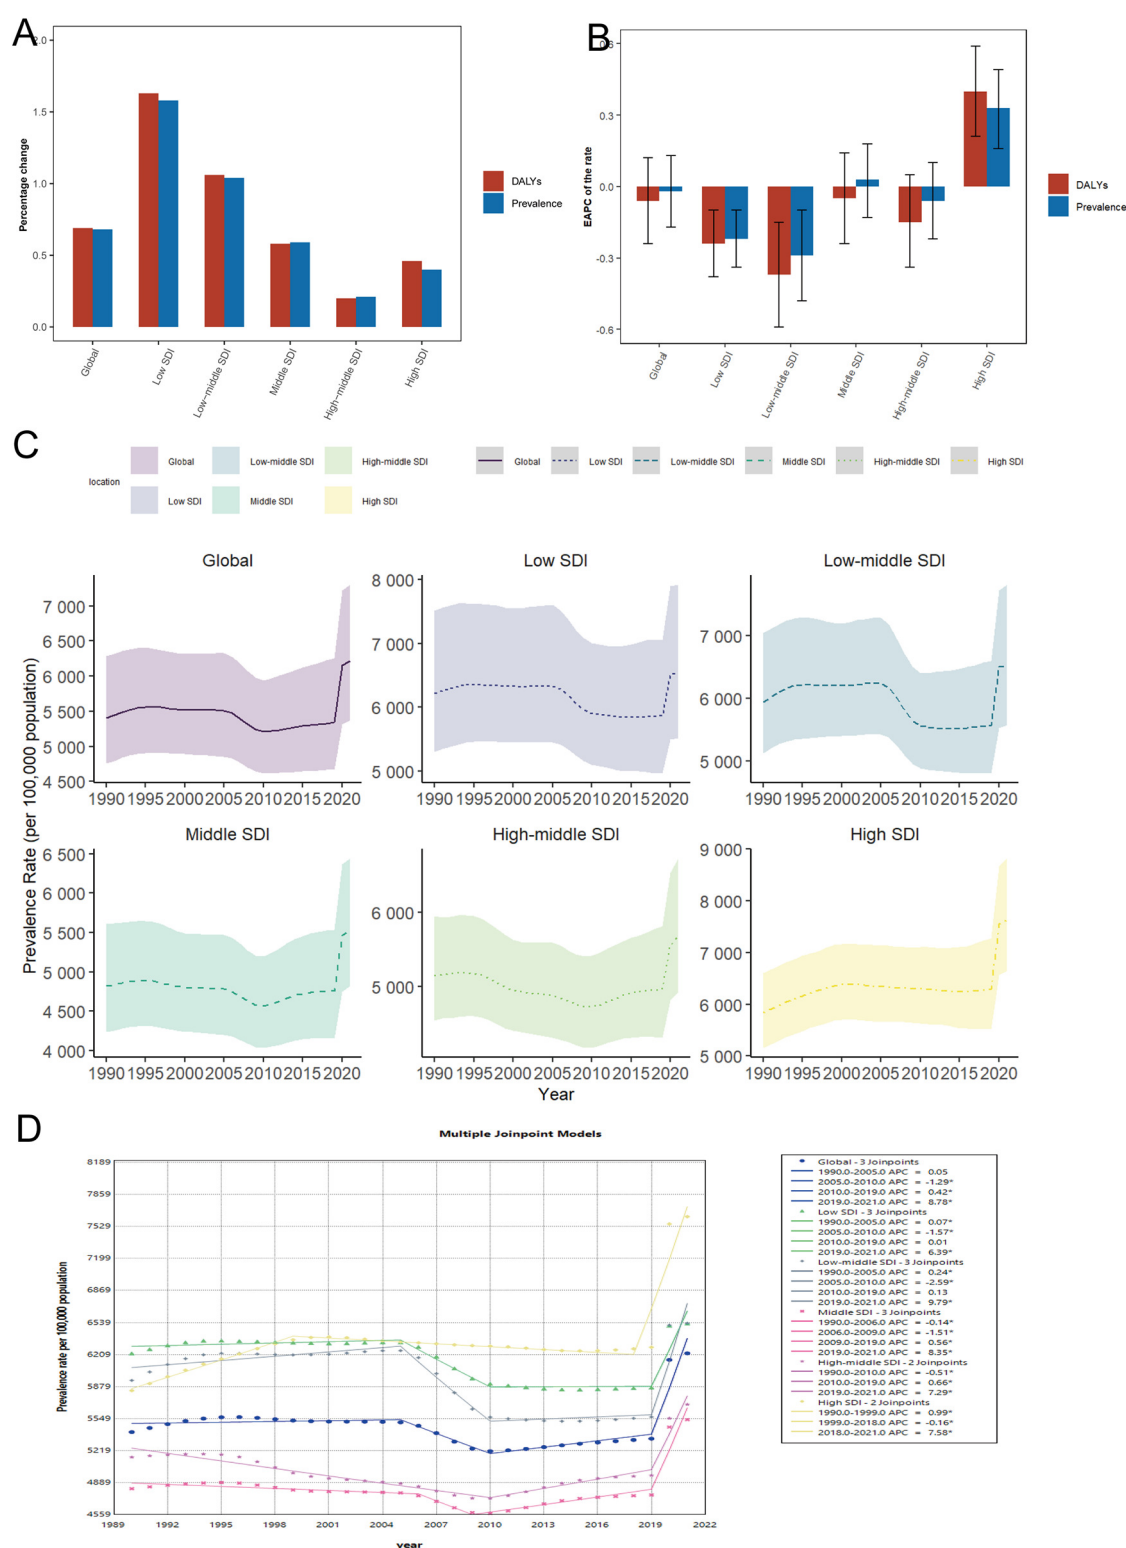 A
2.0
1.5
1.0
0.5
0.0
Percentage change
Global
Low SDI
Low−middle SDI
Middle SDI
High−middle SDI
High SDI
DALYs
Prevalence
B
0.6
0.3
0.0
-0.3
-0.6
EAPC of the rate
Global
Low SDI
Low-middle SDI
Middle SDI
High-middle SDI
High SDI
DALYs
Prevalence
C
location
Global
Low-middle SDI
High-middle SDI
Low SDI
Middle SDI
High SDI
Global
Low SDI
Low-middle SDI
Middle SDI
High-middle SDI
High SDI
Prevalence Rate (per 100,000 population)
Global
7 000
6 500
6 000
5 500
5 000
4 500
1990 1995 2000 2005 2010 2015 2020
Low SDI
8 000
7 000
6 000
5 000
1990 1995 2000 2005 2010 2015 2020
Low-middle SDI
7 000
6 000
5 000
1990 1995 2000 2005 2010 2015 2020
Middle SDI
6 500
6 000
5 500
5 000
4 500
4 000
1990 1995 2000 2005 2010 2015 2020
High-middle SDI
6 000
5 000
1990 1995 2000 2005 2010 2015 2020
High SDI
9 000
8 000
7 000
6 000
5 000
1990 1995 2000 2005 2010 2015 2020
Year
D
Multiple Joinpoint Models
Prevalence rate per 100,000 population
8189
7859
7529
7199
6869
6539
6209
5879
5549
5219
4889
4559
1989 1992 1995 1998 2001 2004 2007 2010 2013 2016 2019 2022
year
Global - 3 Joinpoints
1990.0-2005.0 APC = 0.05
2005.0-2010.0 APC = -1.29*
2010.0-2019.0 APC = 0.42*
2019.0-2021.0 APC = 8.78*
Low SDI - 3 Joinpoints
1990.0-2005.0 APC = 0.07*
2005.0-2010.0 APC = -1.57*
2010.0-2019.0 APC = 0.01
2019.0-2021.0 APC = 6.39*
Low-middle SDI - 3 Joinpoints
1990.0-2005.0 APC = 0.24*
2005.0-2010.0 APC = -2.59*
2010.0-2019.0 APC = 0.13
2019.0-2021.0 APC = 9.79*
Middle SDI - 3 Joinpoints
1990.0-2006.0 APC = -0.14*
2006.0-2009.0 APC = -1.51*
2009.0-2019.0 APC = 0.56*
2019.0-2021.0 APC = 8.35*
High-middle SDI - 2 Joinpoints
1990.0-2010.0 APC = -0.51*
2010.0-2019.0 APC = 0.66*
2019.0-2021.0 APC = 7.29*
High SDI - 2 Joinpoints
1990.0-1999.0 APC = 0.99*
1999.0-2018.0 APC = -0.16*
2018.0-2021.0 APC = 7.58*